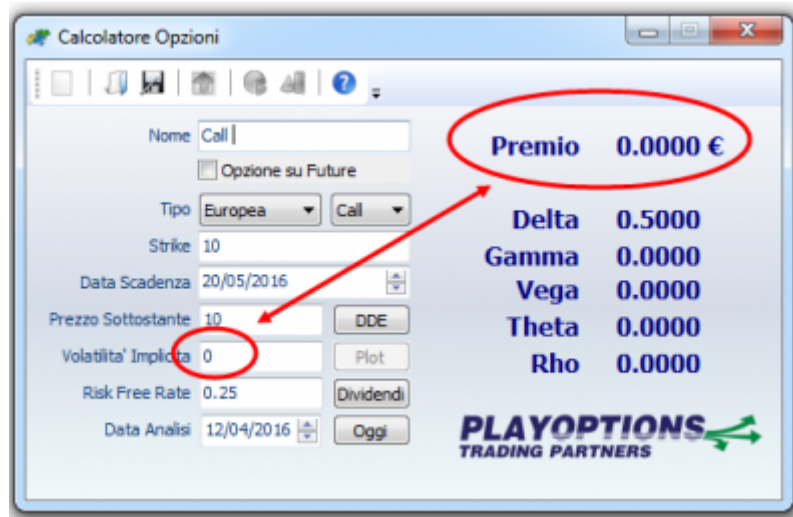 Calcolatore Opzioni
Nome Call
Opzione su Future
Tipo Europea Call
Strike 10
Data Scadenza 20/05/2016
Prezzo Sottostante 10 DDE
Volatilita' Implicita 0 Plot
Risk Free Rate 0.25 Dividendi
Data Analisi 12/04/2016 Oggi
Premio 0.0000 €
Delta 0.5000
Gamma 0.0000
Vega 0.0000
Theta 0.0000
Rho 0.0000
PLAYOPTIONS
TRADING PARTNERS